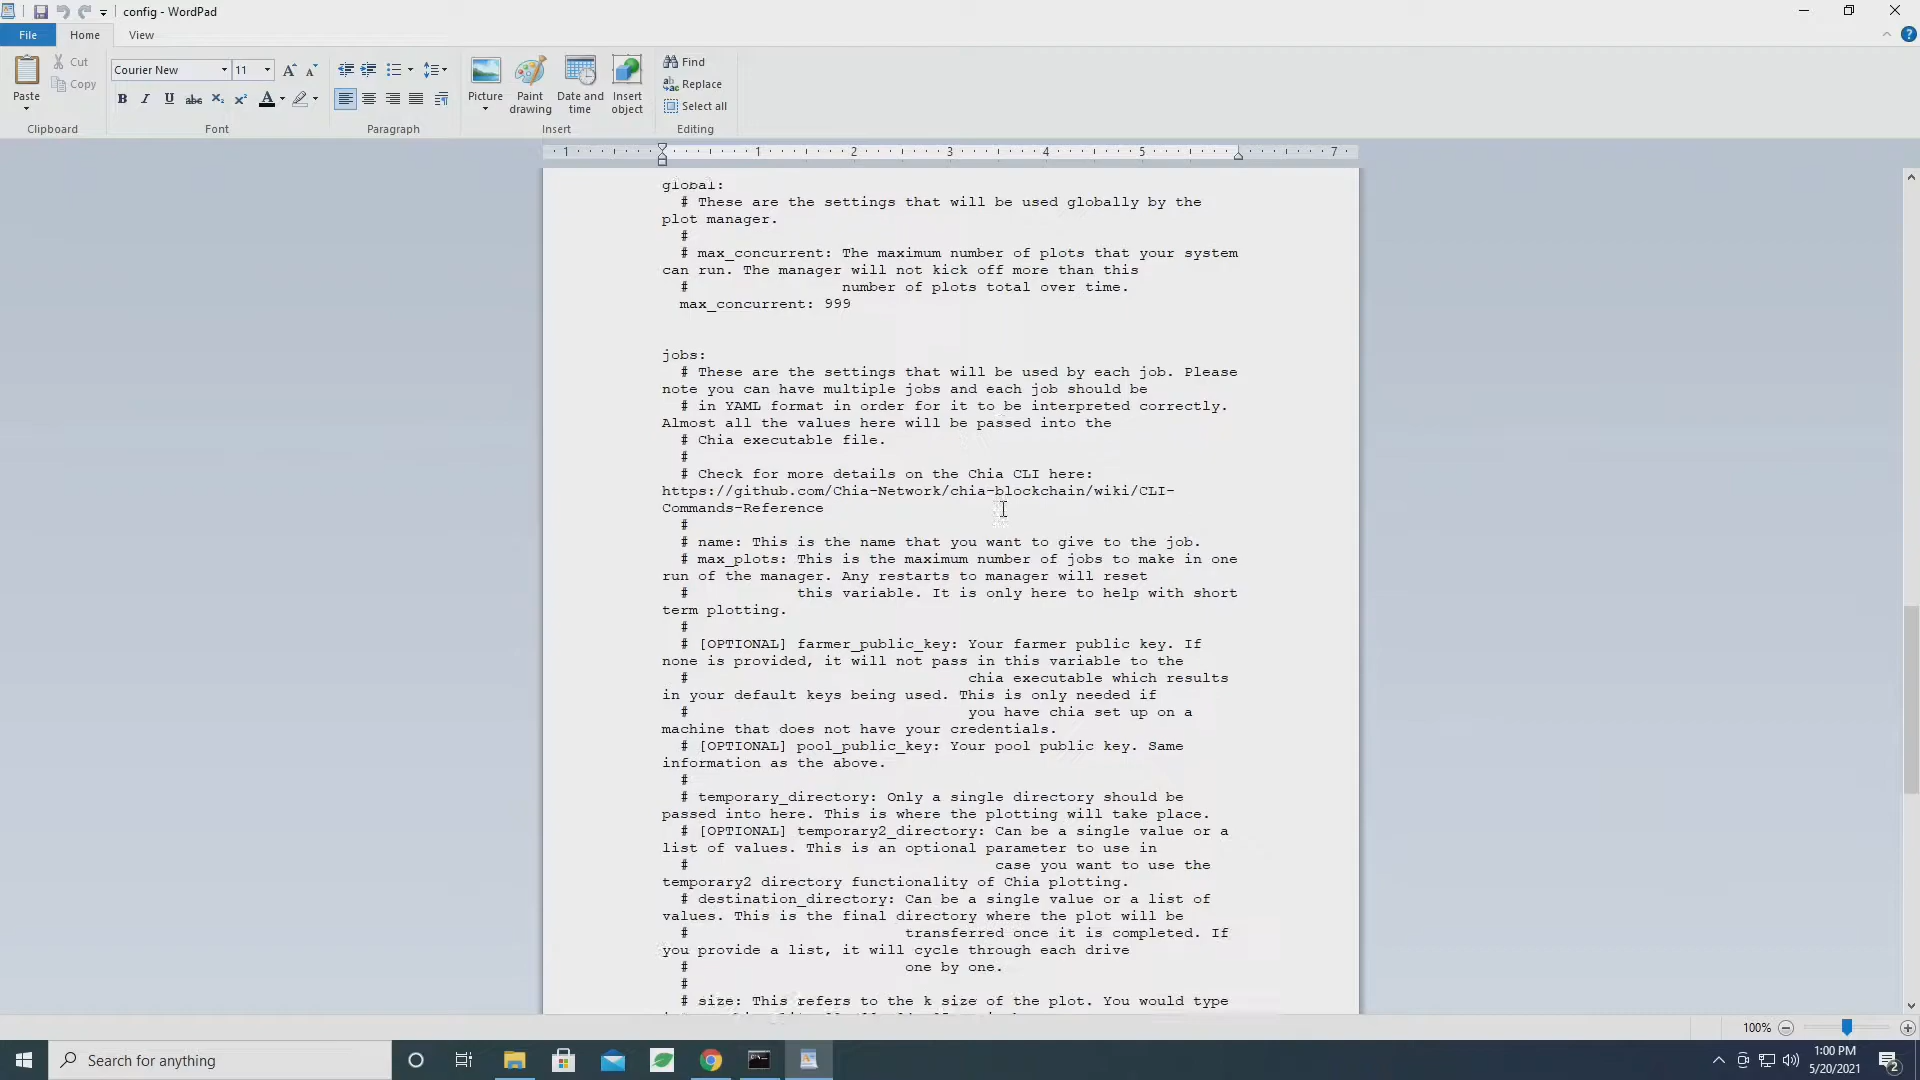 config - WordPad
File
Home
View
Paste
Cut
Copy
Clipboard
Courier New
11
Font
Paragraph
Picture
Paint drawing
Date and time
Insert object
Insert
Find
Replace
Select all
Editing
1 1 2 3 4 5 7
global:
# These are the settings that will be used globally by the
plot manager.
#
# max_concurrent: The maximum number of plots that your system
can run. The manager will not kick off more than this
# number of plots total over time.
max_concurrent: 999
jobs:
# These are the settings that will be used by each job. Please
note you can have multiple jobs and each job should be
# in YAML format in order for it to be interpreted correctly.
Almost all the values here will be passed into the
# Chia executable file.
#
# Check for more details on the Chia CLI here:
https://github.com/Chia-Network/chia-blockchain/wiki/CLI-
Commands-Reference
#
# name: This is the name that you want to give to the job.
# max_plots: This is the maximum number of jobs to make in one
run of the manager. Any restarts to manager will reset
# this variable. It is only here to help with short
term plotting.
#
# [OPTIONAL] farmer_public_key: Your farmer public key. If
none is provided, it will not pass in this variable to the
# chia executable which results
in your default keys being used. This is only needed if
# you have chia set up on a
machine that does not have your credentials.
# [OPTIONAL] pool_public_key: Your pool public key. Same
information as the above.
#
# temporary_directory: Only a single directory should be
passed into here. This is where the plotting will take place.
# [OPTIONAL] temporary2_directory: Can be a single value or a
list of values. This is an optional parameter to use in
# case you want to use the
temporary2 directory functionality of Chia plotting.
# destination_directory: Can be a single value or a list of
values. This is the final directory where the plot will be
# transferred once it is completed. If
you provide a list, it will cycle through each drive
# one by one.
#
# size: This refers to the k size of the plot. You would type
100%
Search for anything
1:00 PM
5/20/2021
2